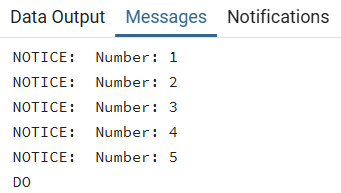 Data Output Messages Notifications
NOTICE:  Number: 1
NOTICE:  Number: 2
NOTICE:  Number: 3
NOTICE:  Number: 4
NOTICE:  Number: 5
DO